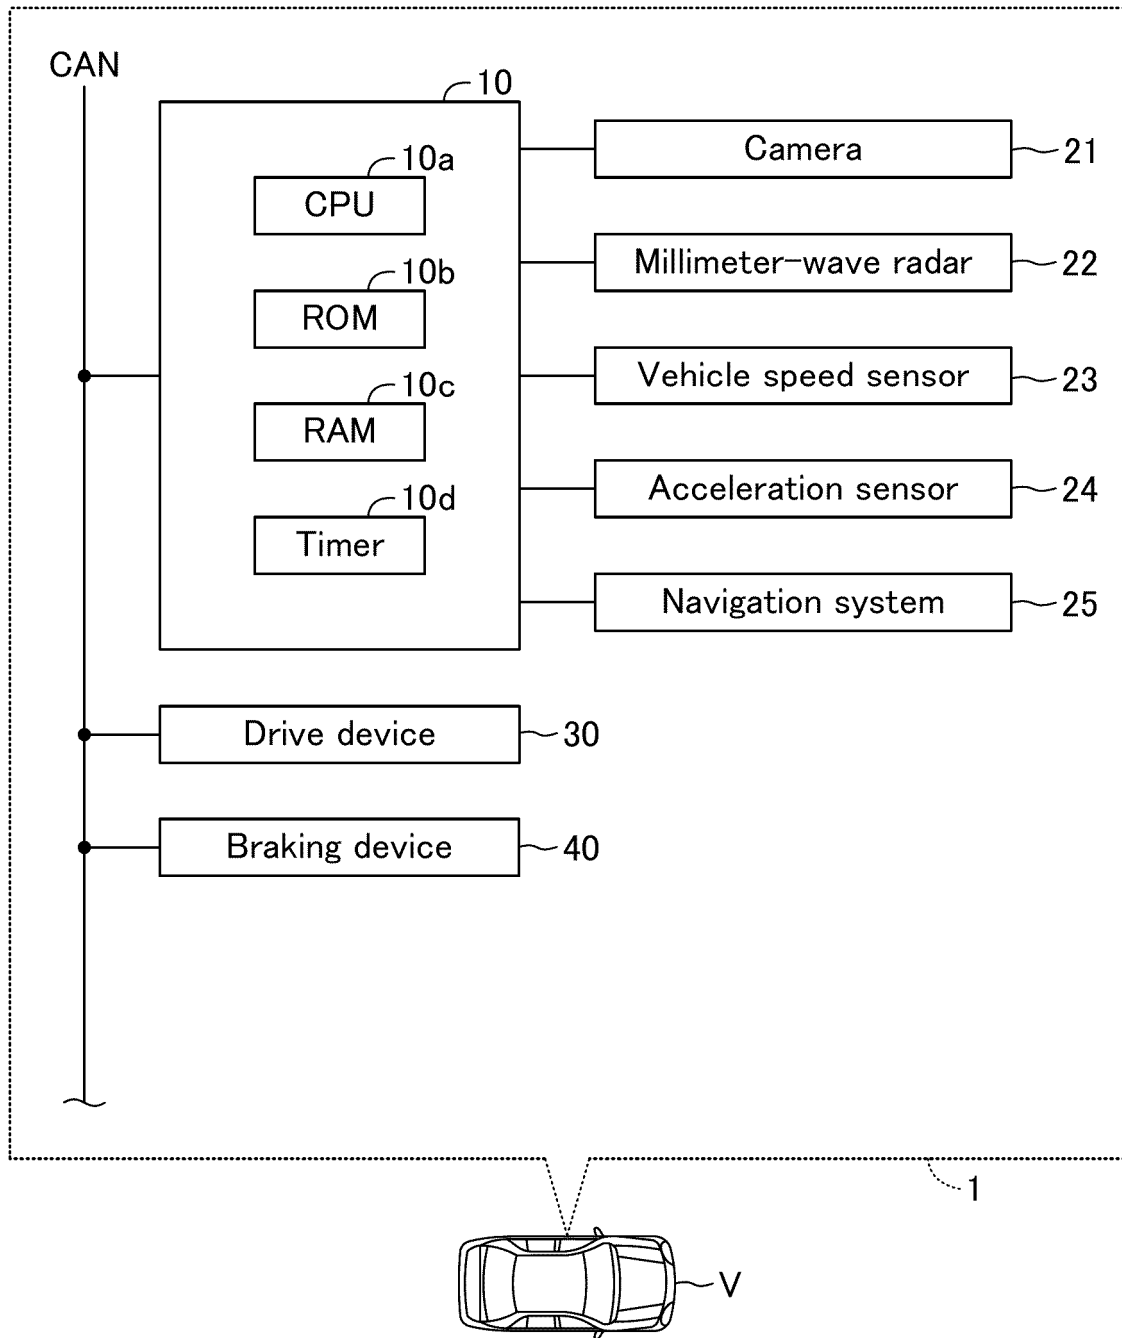 CAN
10
10a
CPU
10b
ROM
10c
RAM
10d
Timer
Camera 21
Millimeter-wave radar 22
Vehicle speed sensor 23
Acceleration sensor 24
Navigation system 25
Drive device 30
Braking device 40
1
V